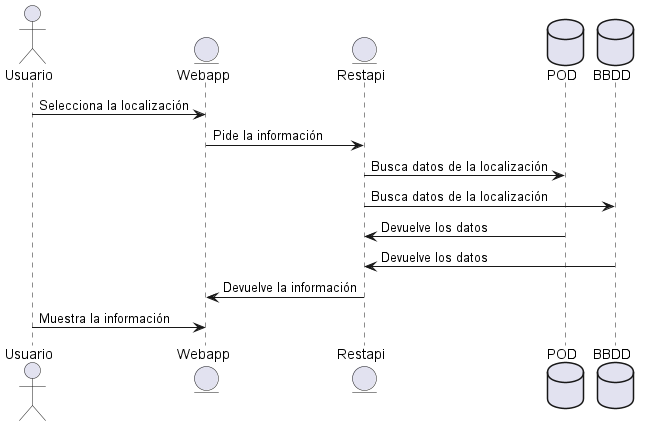 Usuario Webapp Restapi POD BBDD
Selecciona la localización
Pide la información
Busca datos de la localización
Busca datos de la localización
Devuelve los datos
Devuelve los datos
Devuelve la información
Muestra la información
Usuario Webapp Restapi POD BBDD